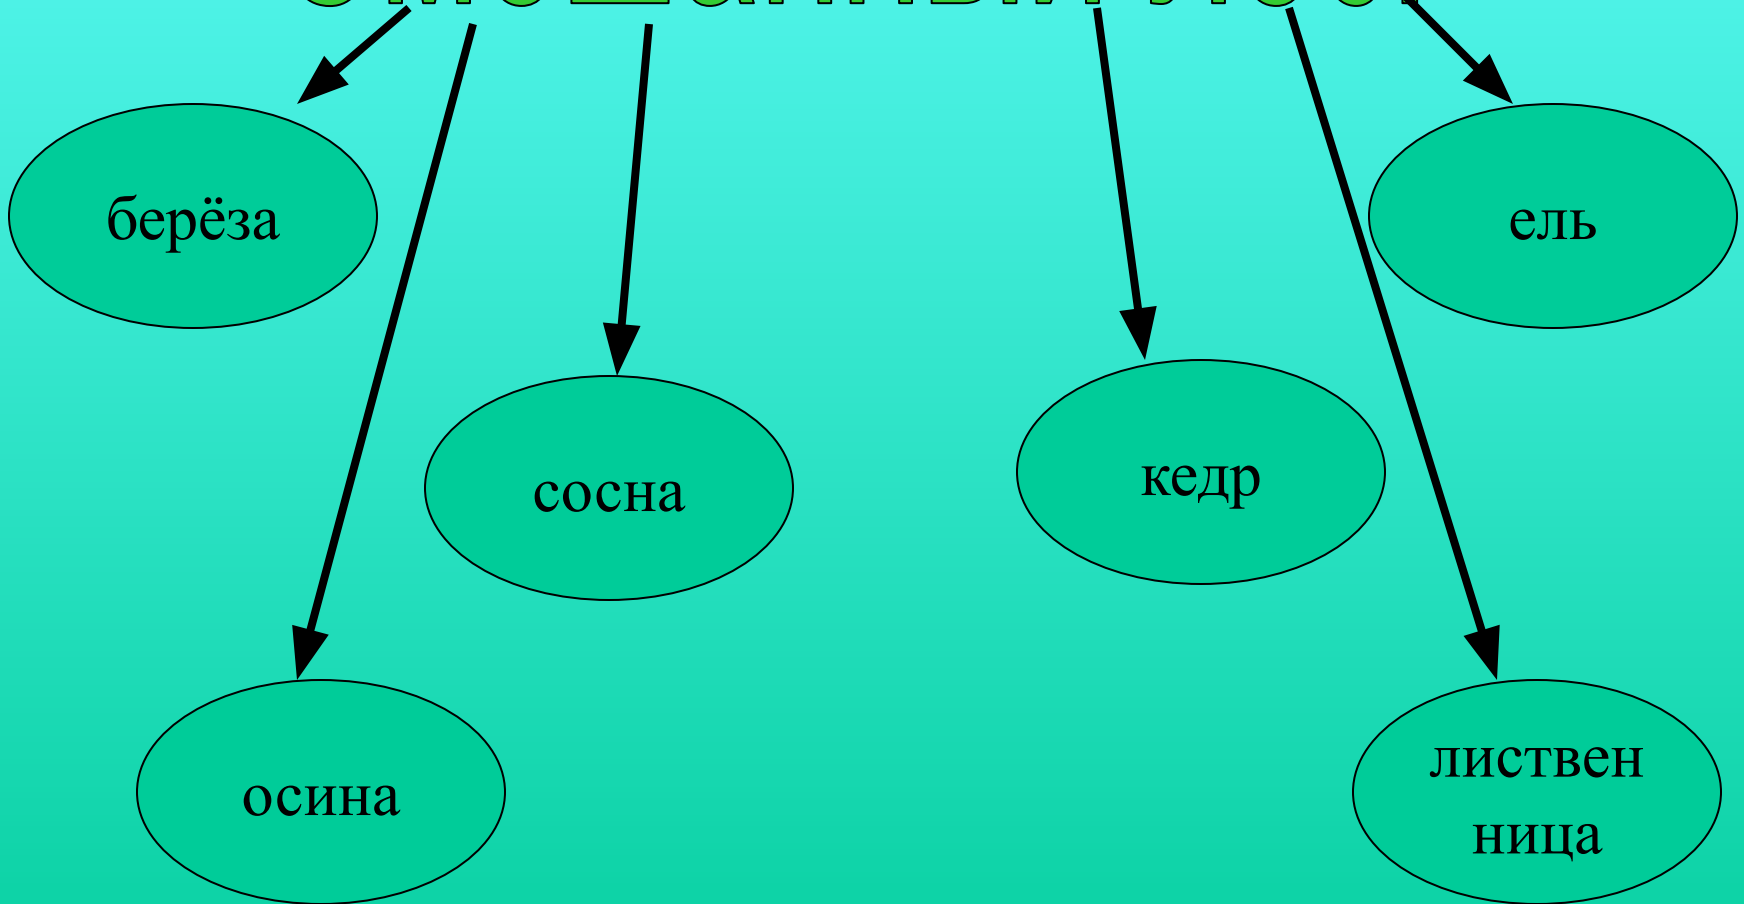 берёза
ель
кедр
сосна
листвен
ница
осина